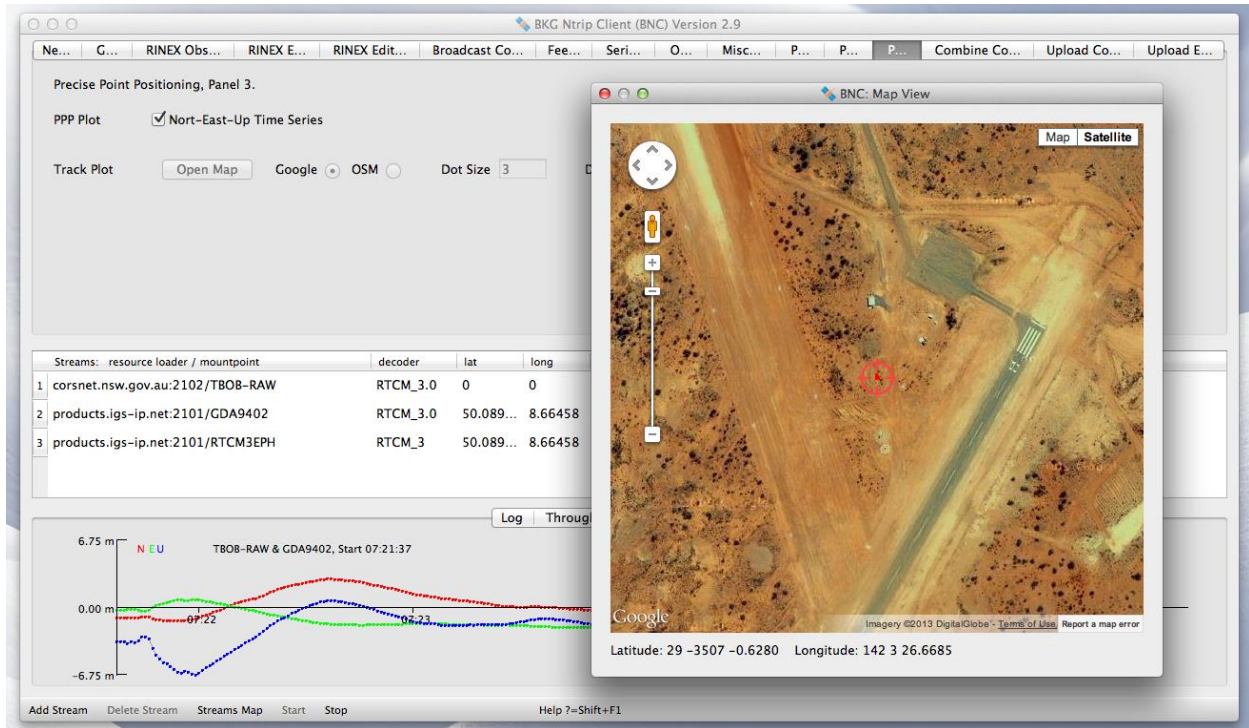 BKG Ntrip Client (BNC) Version 2.9
Ne... G... RINEX Obs... RINEX E... RINEX Edit... Broadcast Co... Fee... Seri... O... Misc... P... P... P... Combine Co... Upload Co... Upload E...
Precise Point Positioning, Panel 3.
PPP Plot Nort-East-Up Time Series
Track Plot Open Map Google OSM Dot Size 3
BNC: Map View
Map Satellite
Google
Imagery ©2013 DigitalGlobe - Terms of Use Report a map error
Latitude: 29 -3507 -0.6280 Longitude: 142 3 26.6685
Streams: resource loader / mountpoint decoder lat long
1 corsnet.nsw.gov.au:2102/TBOB-RAW RTCM_3.0 0 0
2 products.igs-ip.net:2101/GDA9402 RTCM_3.0 50.089... 8.66458
3 products.igs-ip.net:2101/RTCM3EPH RTCM_3 50.089... 8.66458
Log Througl
6.75 m N E U TBOB-RAW & GDA9402, Start 07:21:37
0.00 m
07:22 07:23
-6.75 m
Add Stream Delete Stream Streams Map Start Stop Help ?=Shift+F1